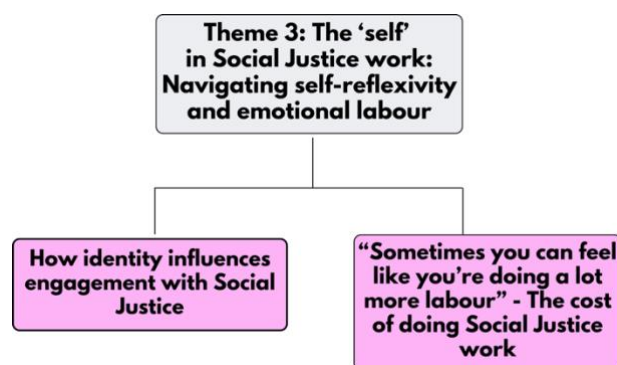 Theme 3: The ‘self’
in Social Justice work:
Navigating self-reflexivity
and emotional labour
How identity influences
engagement with Social
Justice
“Sometimes you can feel
like you’re doing a lot
more labour” - The cost
of doing Social Justice
work